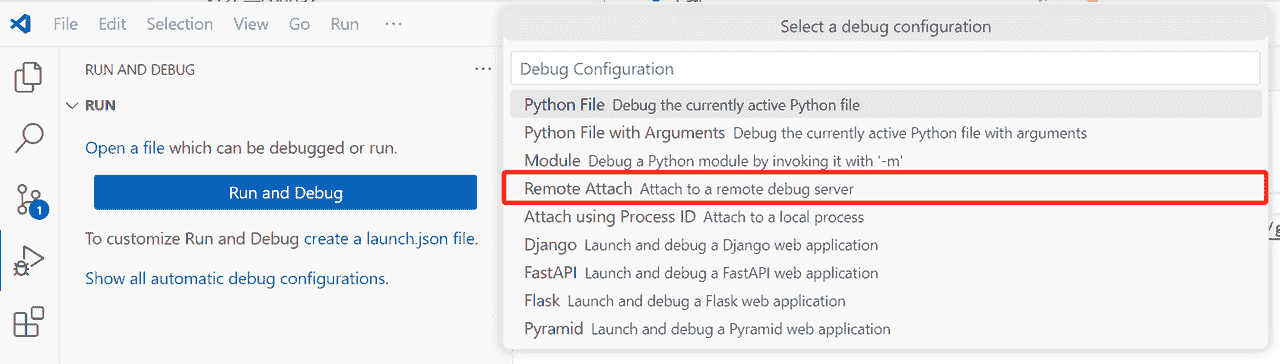 File Edit Selection View Go Run ···
Select a debug configuration
RUN AND DEBUG ···
Debug Configuration
RUN
Open a file which can be debugged or run.
Run and Debug
To customize Run and Debug create a launch.json file.
Show all automatic debug configurations.
1
Python File Debug the currently active Python file
Python File with Arguments Debug the currently active Python file with arguments
Module Debug a Python module by invoking it with '-m'
Remote Attach Attach to a remote debug server
Attach using Process ID Attach to a local process
Django Launch and debug a Django web application
FastAPI Launch and debug a FastAPI web application
Flask Launch and debug a Flask web application
Pyramid Launch and debug a Pyramid web application